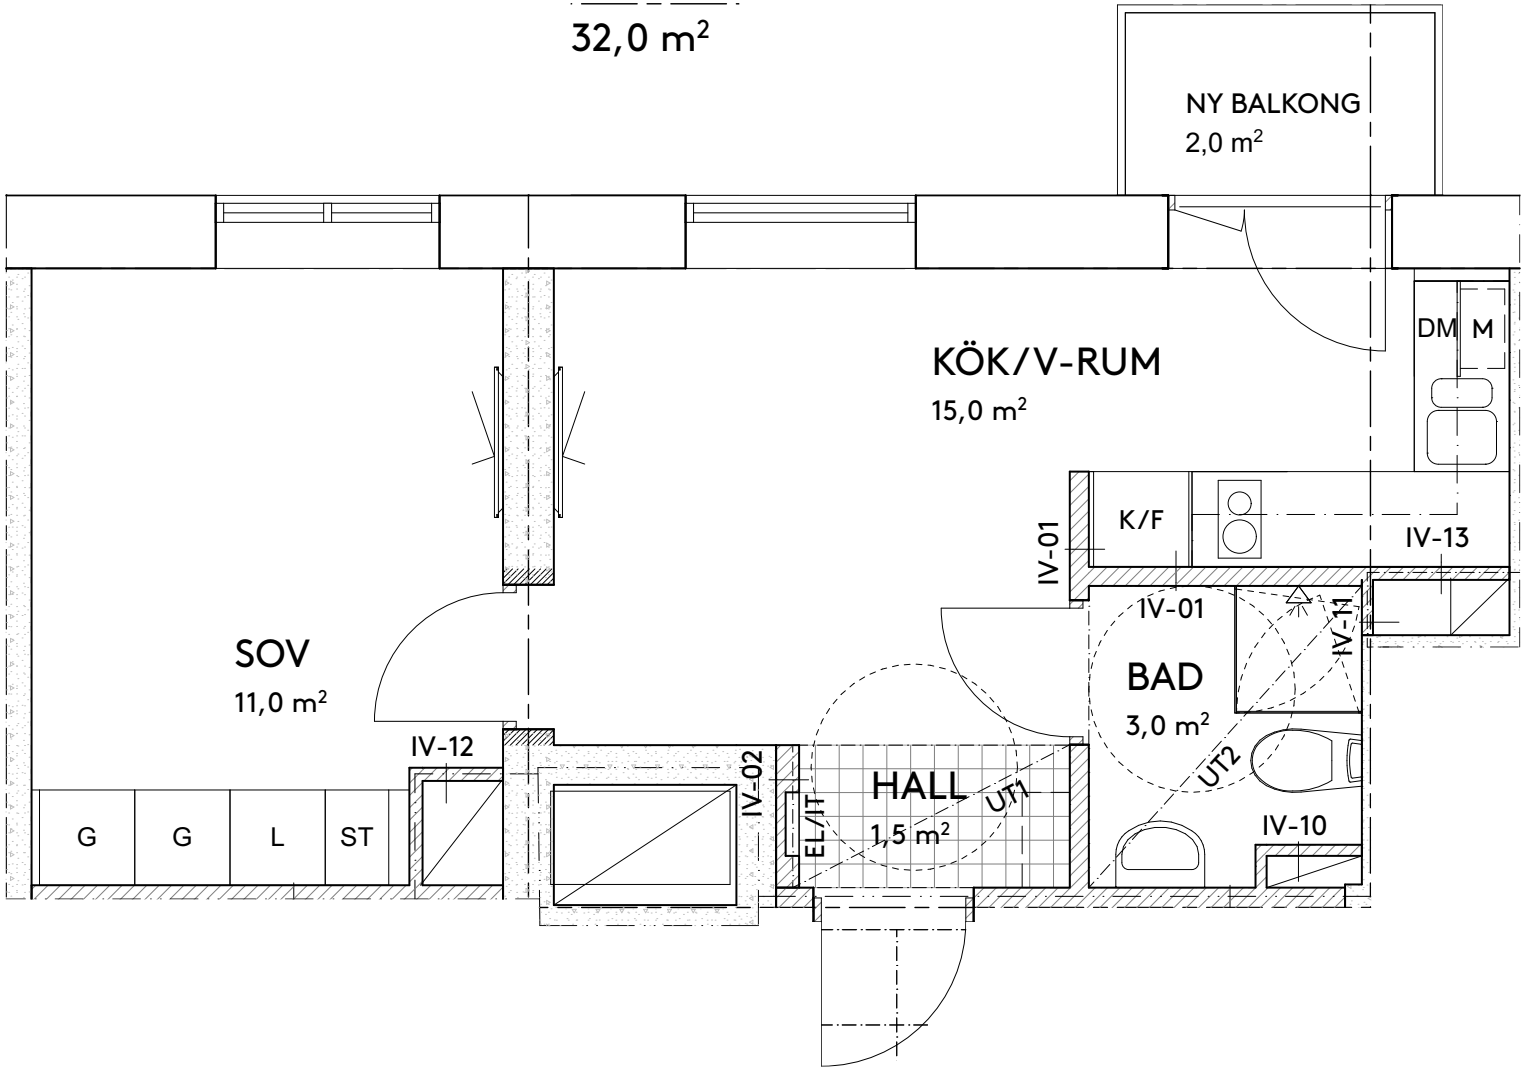 32,0 m²
NY BALKONG
2,0 m²
KÖK/V-RUM
15,0 m²
DM
M
K/F
IV-01
IV-13
IV-01
IV-11
SOV
11,0 m²
BAD
3,0 m²
UT2
IV-12
IV-02
HALL
UT1
1,5 m²
EL/IT
IV-10
G
G
L
ST